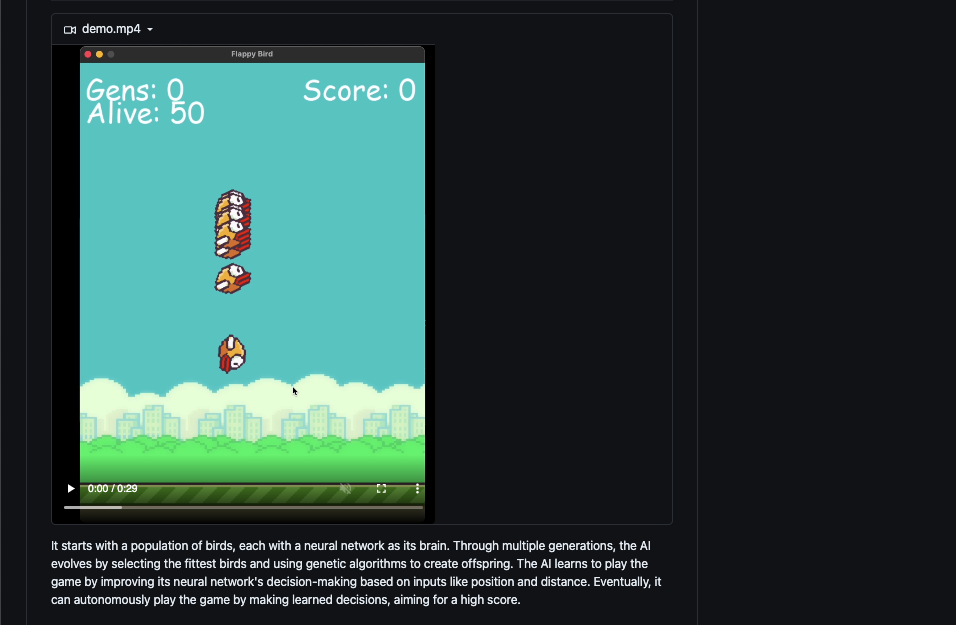 demo.mp4
Flappy Bird
Gens: 0
Score: 0
Alive: 50
0:00 / 0:29
It starts with a population of birds, each with a neural network as its brain. Through multiple generations, the AI
evolves by selecting the fittest birds and using genetic algorithms to create offspring. The AI learns to play the
game by improving its neural network's decision-making based on inputs like position and distance. Eventually, it
can autonomously play the game by making learned decisions, aiming for a high score.